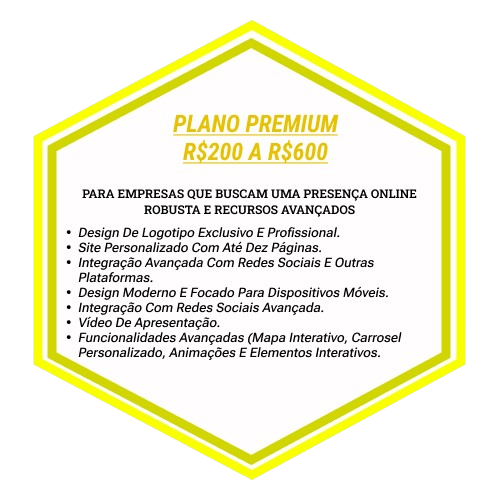 PLANO PREMIUM
R$200 A R$600
PARA EMPRESAS QUE BUSCAM UMA PRESENÇA ONLINE
ROBUSTA E RECURSOS AVANÇADOS
• Design De Logotipo Exclusivo E Profissional.
• Site Personalizado Com Até Dez Páginas.
• Integração Avançada Com Redes Sociais E Outras
Plataformas.
• Design Moderno E Focado Para Dispositivos Móveis.
• Integração Com Redes Sociais Avançada.
• Vídeo De Apresentação.
• Funcionalidades Avançadas (Mapa Interativo, Carrosel
Personalizado, Animações E Elementos Interativos.